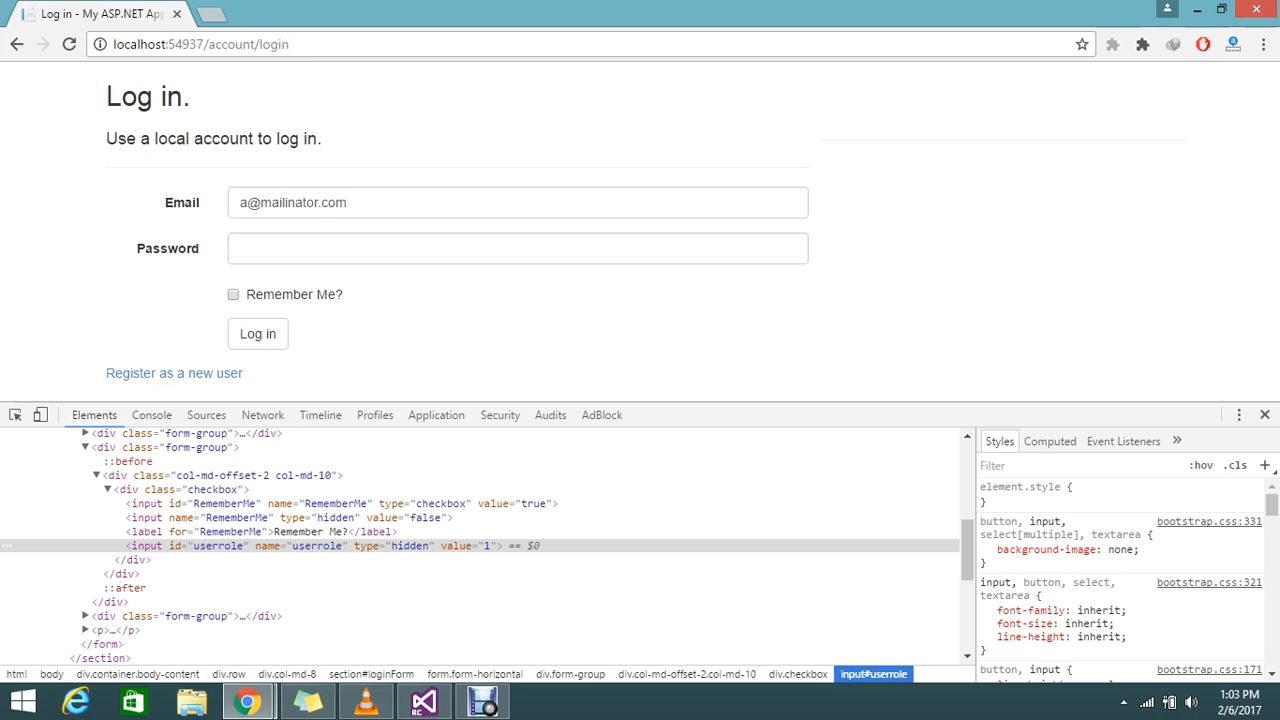 Log in - My ASP.NET App
localhost:54937/account/login
Log in.
Use a local account to log in.
Email
a@mailinator.com
Password
Remember Me?
Log in
Register as a new user
Elements Console Sources Network Timeline Profiles Application Security Audits AdBlock
<div class="form-group">…</div>
<div class="form-group">
::before
<div class="col-md-offset-2 col-md-10">
<div class="checkbox">
<input id="RememberMe" name="RememberMe" type="checkbox" value="true">
<input name="RememberMe" type="hidden" value="false">
<label for="RememberMe">Remember Me?</label>
<input id="userrole" name="userrole" type="hidden" value="1"> == $0
</div>
</div>
::after
</div>
<div class="form-group">…</div>
<p>…</p>
</form>
</section>
html body div.container.body-content div.row div.col-md-8 section#loginForm form.form-horizontal div.form-group div.col-md-offset-2.col-md-10 div.checkbox input#userrole
Styles Computed Event Listeners »
Filter :hov .cls +
element.style {
}
button, input, bootstrap.css:331
select[multiple], textarea {
background-image: none;
}
input, button, select, bootstrap.css:321
textarea {
font-family: inherit;
font-size: inherit;
line-height: inherit;
}
button, input { bootstrap.css:171
RC
1:03 PM
2/6/2017